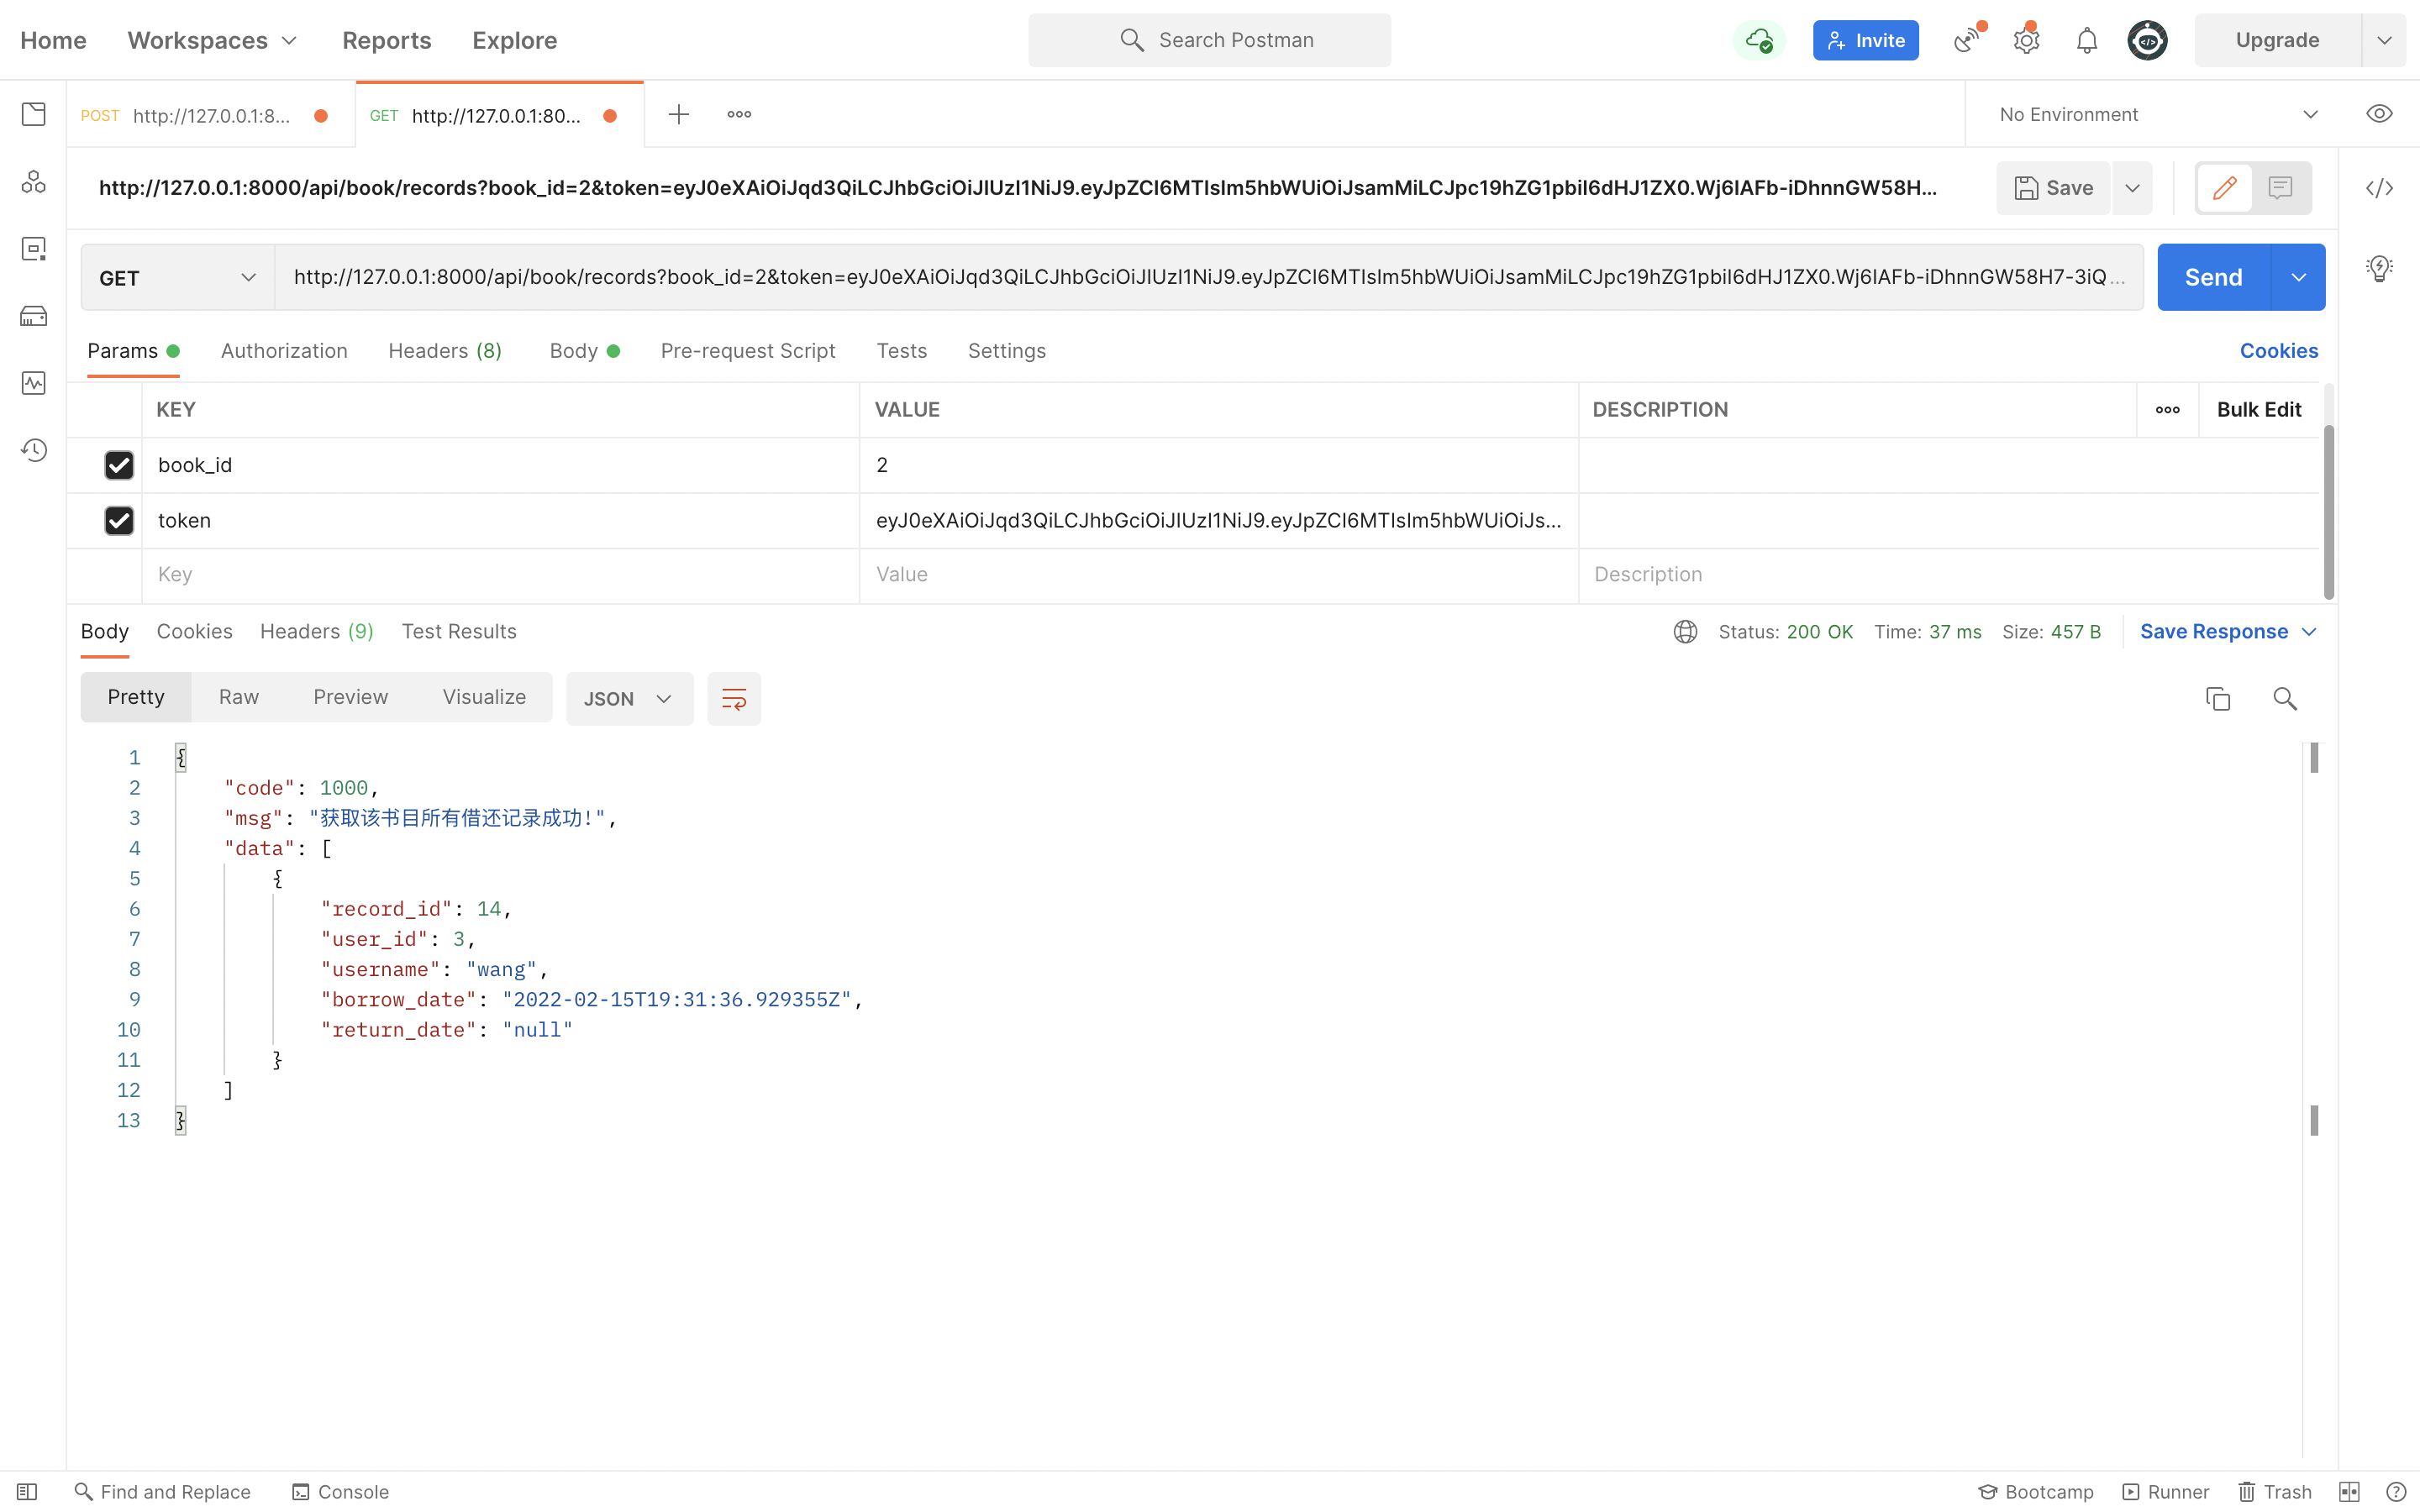 Home Workspaces Reports Explore Search Postman Invite Upgrade
POST http://127.0.0.1:8... GET http://127.0.0.1:80... No Environment
http://127.0.0.1:8000/api/book/records?book_id=2&token=eyJ0eXAiOiJqd3QiLCJhbGciOiJIUzI1NiJ9.eyJpZCI6MTIsIm5hbWUiOiJsamMiLCJpc19hZG1pbiI6dHJ1ZX0.Wj6IAFb-iDhnnGW58H... Save
GET http://127.0.0.1:8000/api/book/records?book_id=2&token=eyJ0eXAiOiJqd3QiLCJhbGciOiJIUzI1NiJ9.eyJpZCI6MTIsIm5hbWUiOiJsamMiLCJpc19hZG1pbiI6dHJ1ZX0.Wj6IAFb-iDhnnGW58H7-3iQ... Send
Params Authorization Headers (8) Body Pre-request Script Tests Settings Cookies
KEY VALUE DESCRIPTION Bulk Edit
book_id 2
token eyJ0eXAiOiJqd3QiLCJhbGciOiJIUzI1NiJ9.eyJpZCI6MTIsIm5hbWUiOiJs...
Key Value Description
Body Cookies Headers (9) Test Results Status: 200 OK Time: 37 ms Size: 457 B Save Response
Pretty Raw Preview Visualize JSON
1 {
2 "code": 1000,
3 "msg": "获取该书目所有借还记录成功!",
4 "data": [
5 {
6 "record_id": 14,
7 "user_id": 3,
8 "username": "wang",
9 "borrow_date": "2022-02-15T19:31:36.929355Z",
10 "return_date": "null"
11 }
12 ]
13 }
Find and Replace Console Bootcamp Runner Trash